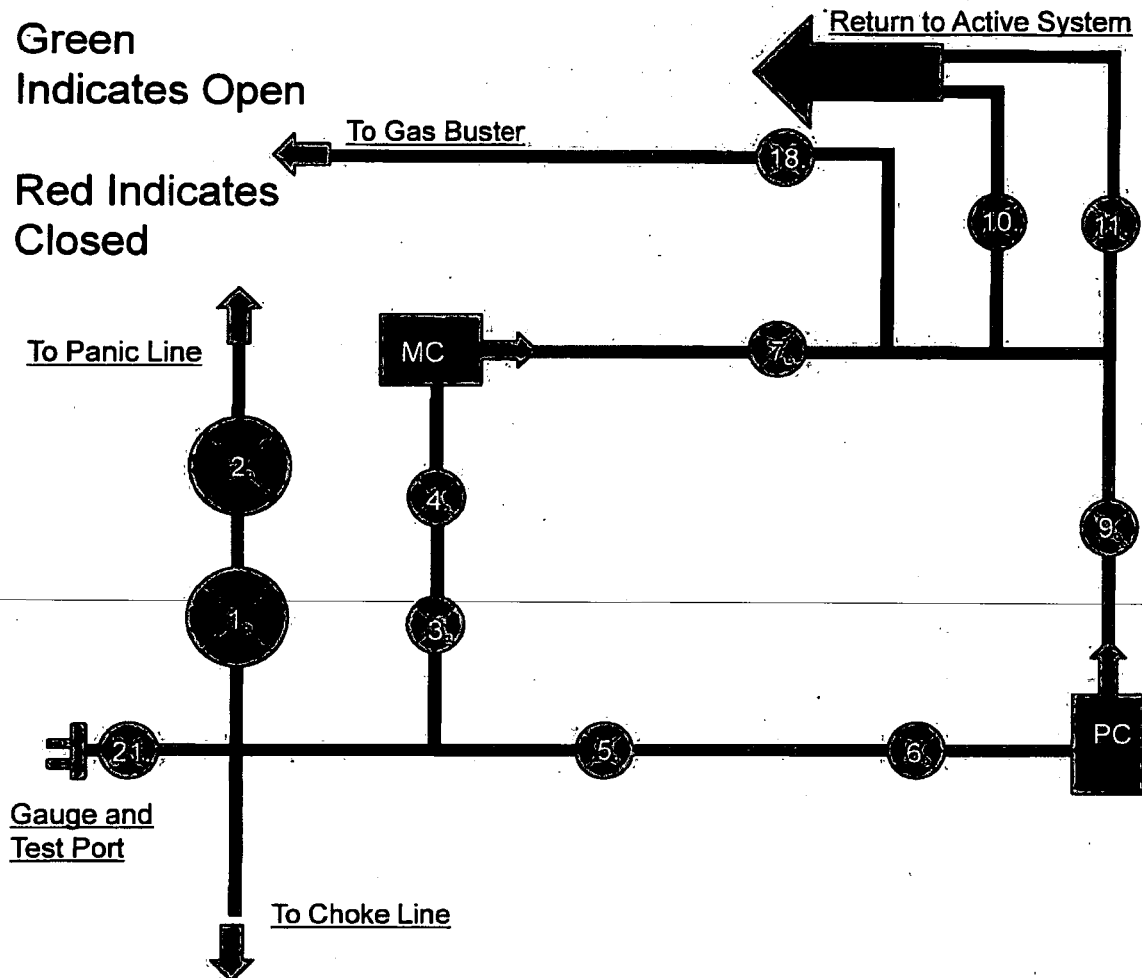 Green
Indicates Open
Return to Active System
To Gas Buster
18
Red Indicates
Closed
10
11
To Panic Line
MC
7
2
4
9
1
3
21
5
6
PC
Gauge and
Test Port
To Choke Line